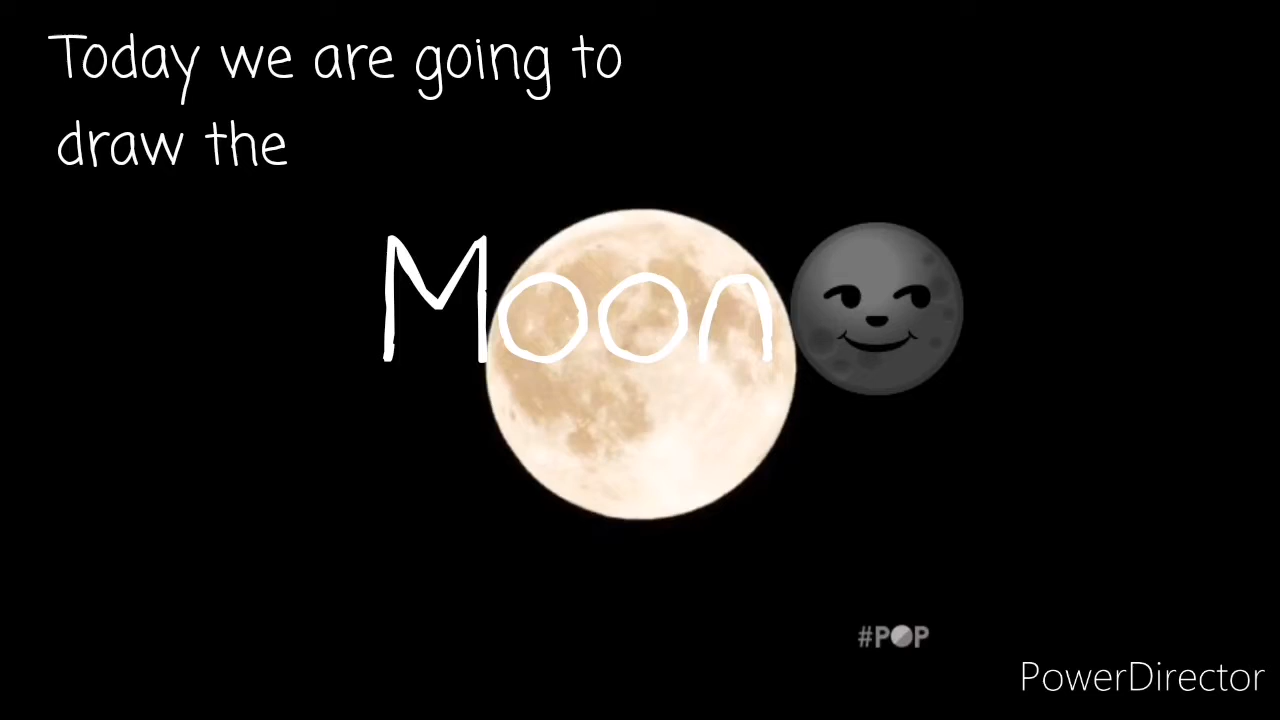 Today we are going to
draw the
Moon🌚
#POP
PowerDirector